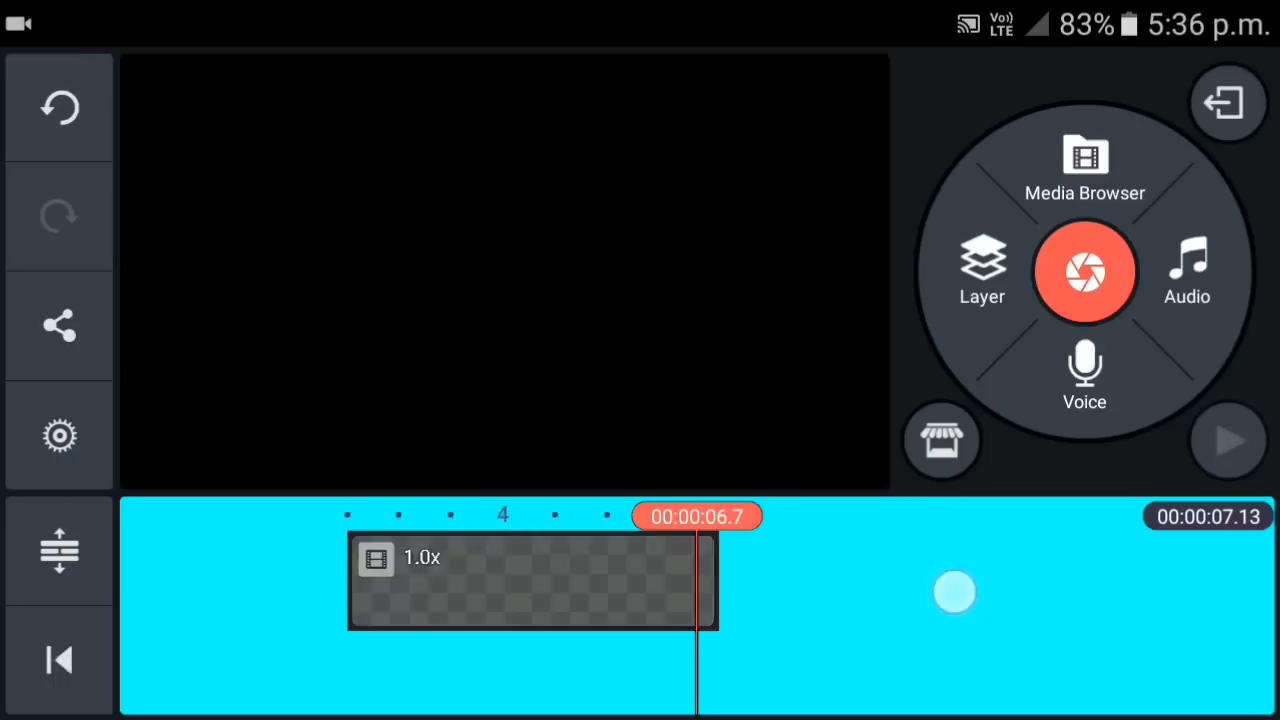 Vo)) LTE 83% 5:36 p.m.
Media Browser
Layer
Audio
Voice
4
00:00:06.7
00:00:07.13
1.0x